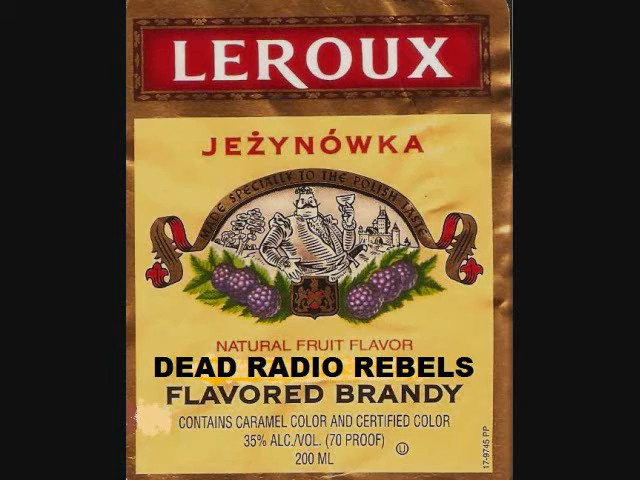 LEROUX
JEŻYNÓWKA
MADE SPECIALLY TO THE POLISH TASTE
NATURAL FRUIT FLAVOR
DEAD RADIO REBELS
FLAVORED BRANDY
CONTAINS CARAMEL COLOR AND CERTIFIED COLOR
35% ALC./VOL. (70 PROOF)
200 ML
U
17-9745 PP